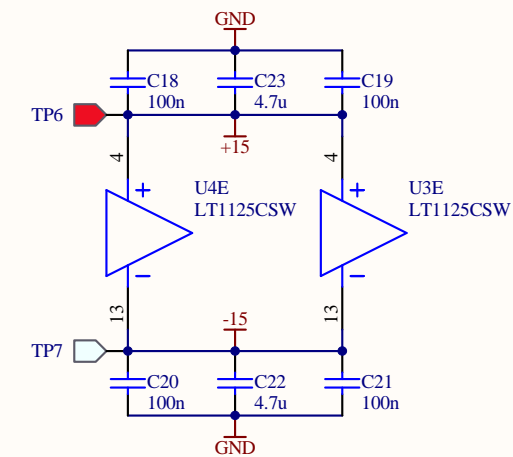 GND
C18
100n
C23
4.7u
C19
100n
TP6
+15
4
4
U4E
LT1125CSW
U3E
LT1125CSW
13
13
-15
TP7
C20
100n
C22
4.7u
C21
100n
GND